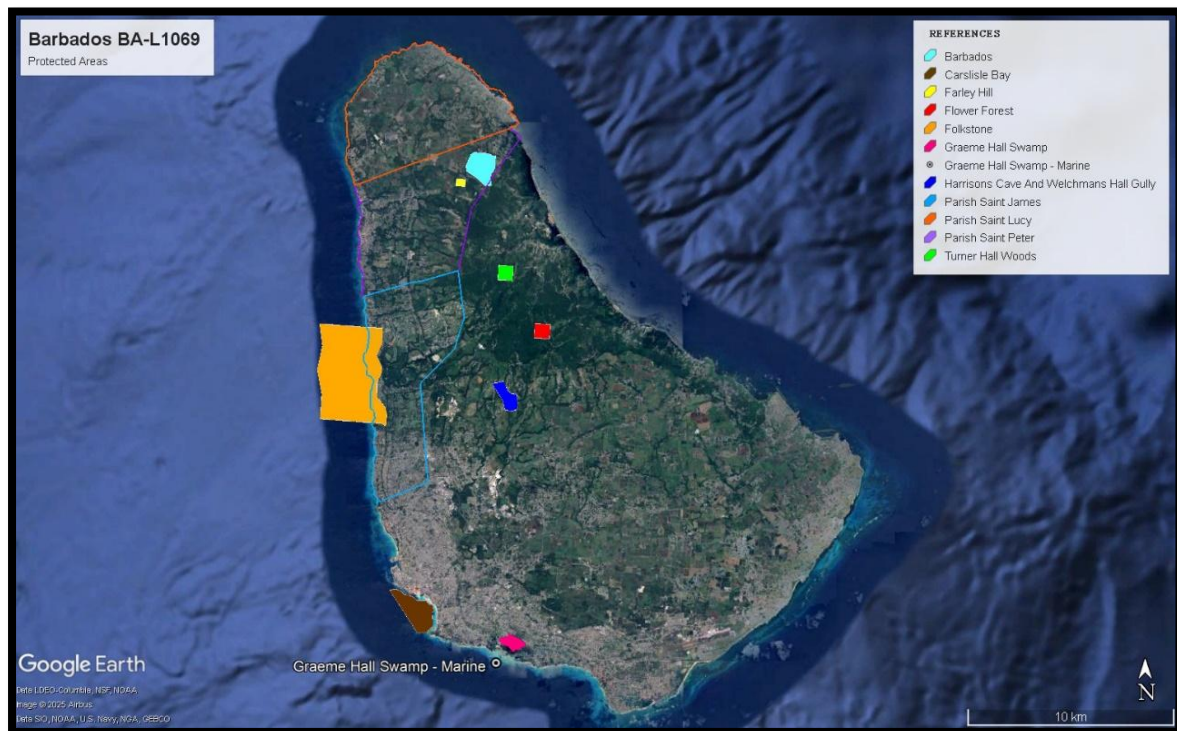 Barbados BA-L1069
Protected Areas
REFERENCES
Barbados
Carslisle Bay
Farley Hill
Flower Forest
Folkstone
Graeme Hall Swamp
Graeme Hall Swamp - Marine
Harrisons Cave And Welchmans Hall Gully
Parish Saint James
Parish Saint Lucy
Parish Saint Peter
Turner Hall Woods
Graeme Hall Swamp - Marine
Google Earth
Data LDEO-Columbia, NSF, NOAA
Image © 2025 Airbus
Data SIO, NOAA, U.S. Navy, NGA, GEBCO
N
10 km